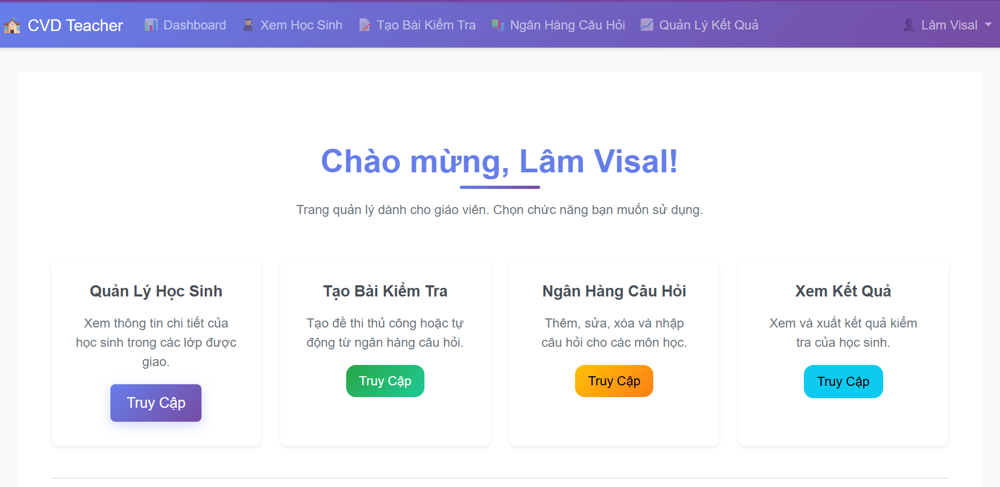 CVD Teacher
Dashboard
Xem Học Sinh
Tạo Bài Kiểm Tra
Ngân Hàng Câu Hỏi
Quản Lý Kết Quả
Lâm Visal
Chào mừng, Lâm Visal!
Trang quản lý dành cho giáo viên. Chọn chức năng bạn muốn sử dụng.
Quản Lý Học Sinh
Xem thông tin chi tiết của
học sinh trong các lớp được
giao.
Truy Cập
Tạo Bài Kiểm Tra
Tạo đề thi thủ công hoặc tự
động từ ngân hàng câu hỏi.
Truy Cập
Ngân Hàng Câu Hỏi
Thêm, sửa, xóa và nhập
câu hỏi cho các môn học.
Truy Cập
Xem Kết Quả
Xem và xuất kết quả kiểm
tra của học sinh.
Truy Cập